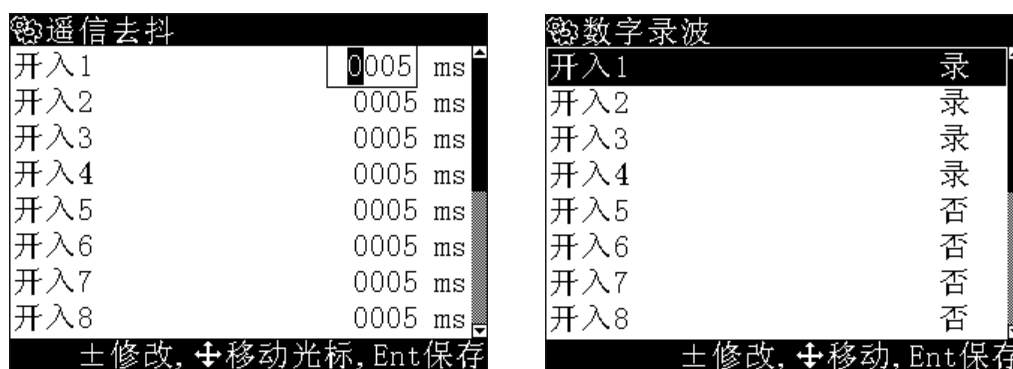 遥信去抖
开入1 0005 ms
开入2 0005 ms
开入3 0005 ms
开入4 0005 ms
开入5 0005 ms
开入6 0005 ms
开入7 0005 ms
开入8 0005 ms
±修改,移动光标,Ent保存
数字录波
开入1 录
开入2 录
开入3 录
开入4 录
开入5 否
开入6 否
开入7 否
开入8 否
±修改,移动,Ent保存